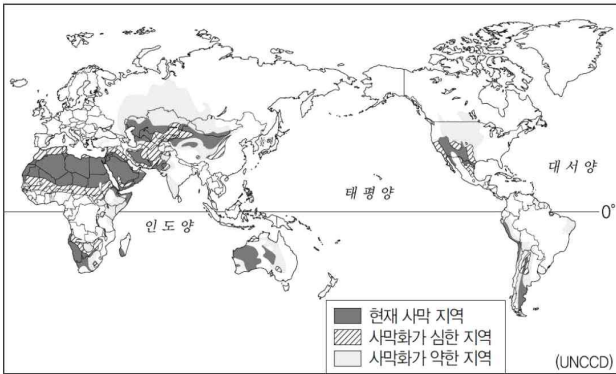 대서양
태평양
인도양
0°
현재 사막 지역
사막화가 심한 지역
사막화가 약한 지역
(UNCCD)